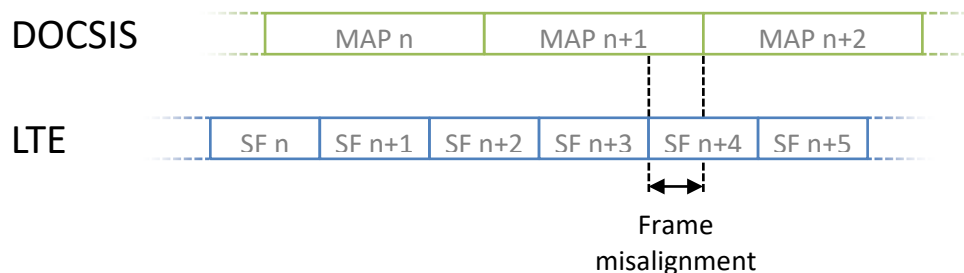 DOCSIS MAP n MAP n+1 MAP n+2
LTE SF n SF n+1 SF n+2 SF n+3 SF n+4 SF n+5
Frame
misalignment